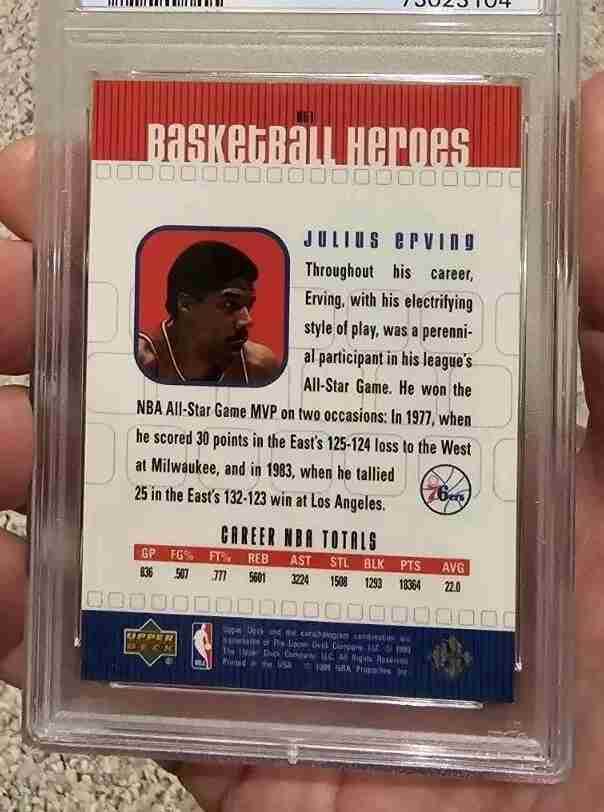 73023104
H61
BASKETBALL HEROES
JULIUS ERVING
Throughout his career,
Erving, with his electrifying
style of play, was a perenni-
al participant in his league's
All-Star Game. He won the
NBA All-Star Game MVP on two occasions: In 1977, when
he scored 30 points in the East's 125-124 loss to the West
at Milwaukee, and in 1983, when he tallied
25 in the East's 132-123 win at Los Angeles.
76ers
CAREER NBA TOTALS
GP FG% FT% REB AST STL BLK PTS AVG
836 .507 .777 5601 3224 1508 1293 18364 22.0
UPPER DECK
NBA
Upper Deck and the card/hologram combination are
trademarks of The Upper Deck Company, LLC. © 1999
The Upper Deck Company, LLC. All Rights Reserved.
Printed in the USA. © 1999 NBA Properties, Inc.